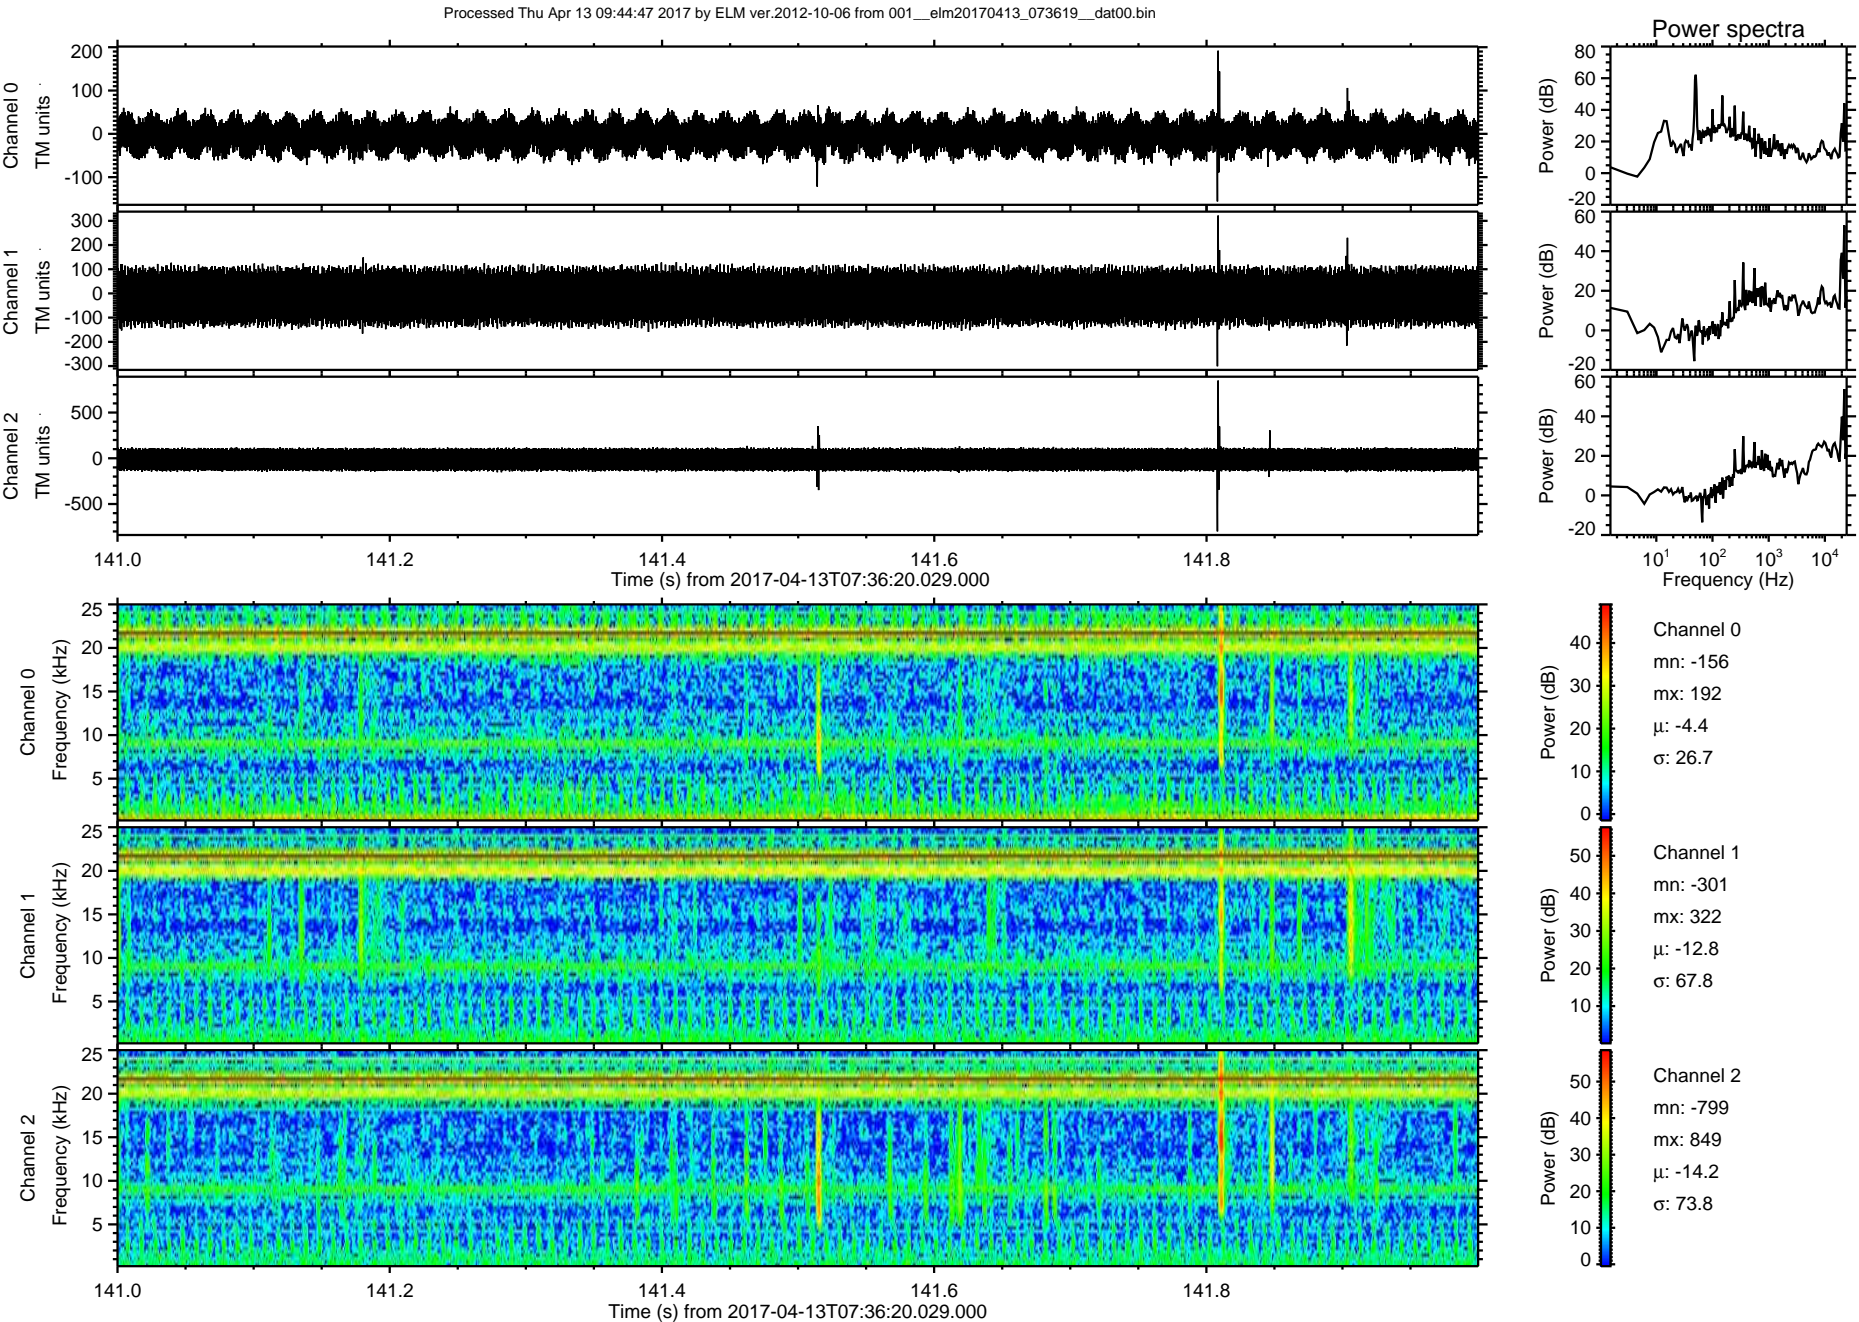 Processed Thu Apr 13 09:44:47 2017 by ELM ver.2012-10-06 from 001__elm20170413_073619__dat00.bin
Power spectra
Channel 0
TM units
200
100
0
-100
Power (dB)
80
60
40
20
0
-20
Channel 1
TM units
300
200
100
0
-100
-200
-300
Power (dB)
60
40
20
0
-20
Channel 2
TM units
500
0
-500
Power (dB)
60
40
20
0
-20
141.0 141.2 141.4 141.6 141.8
Time (s) from 2017-04-13T07:36:20.029.000
10¹ 10² 10³ 10⁴
Frequency (Hz)
Channel 0
Frequency (kHz)
25
20
15
10
5
Power (dB)
40
30
20
10
0
Channel 0
mn: -156
mx: 192
μ: -4.4
σ: 26.7
Channel 1
Frequency (kHz)
25
20
15
10
5
Power (dB)
50
40
30
20
10
Channel 1
mn: -301
mx: 322
μ: -12.8
σ: 67.8
Channel 2
Frequency (kHz)
25
20
15
10
5
Power (dB)
50
40
30
20
10
0
Channel 2
mn: -799
mx: 849
μ: -14.2
σ: 73.8
141.0 141.2 141.4 141.6 141.8
Time (s) from 2017-04-13T07:36:20.029.000